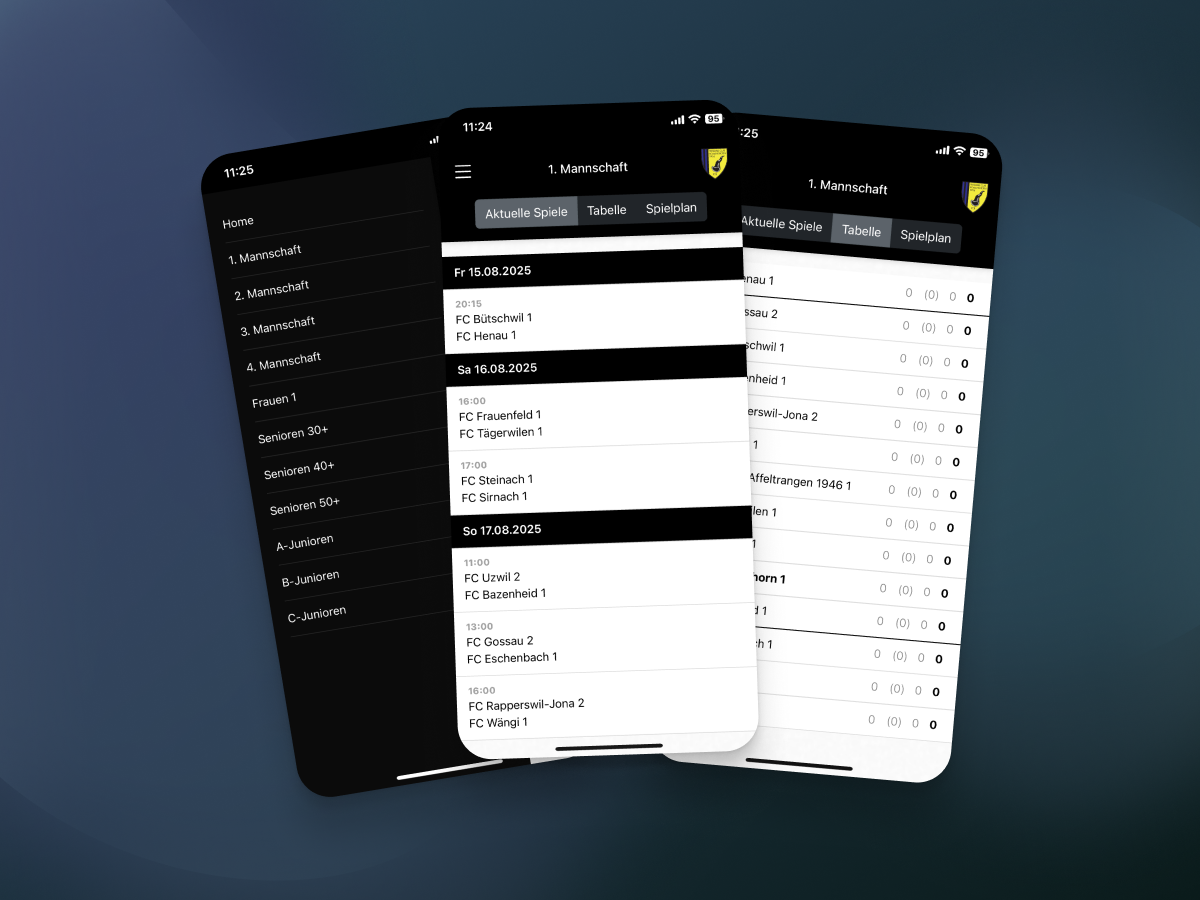 11:25
Home
1. Mannschaft
2. Mannschaft
3. Mannschaft
4. Mannschaft
Frauen 1
Senioren 30+
Senioren 40+
Senioren 50+
A-Junioren
B-Junioren
C-Junioren
11:24
95
1. Mannschaft
Aktuelle Spiele Tabelle Spielplan
Fr 15.08.2025
20:15
FC Bütschwil 1
FC Henau 1
Sa 16.08.2025
16:00
FC Frauenfeld 1
FC Tägerwilen 1
17:00
FC Steinach 1
FC Sirnach 1
So 17.08.2025
11:00
FC Uzwil 2
FC Bazenheid 1
13:00
FC Gossau 2
FC Eschenbach 1
16:00
FC Rapperswil-Jona 2
FC Wängi 1
:25
95
1. Mannschaft
Aktuelle Spiele Tabelle Spielplan
enau 1 0 (0) 0 0
ssau 2 0 (0) 0 0
schwil 1 0 (0) 0 0
enheid 1 0 (0) 0 0
erswil-Jona 2 0 (0) 0 0
1 0 (0) 0 0
Affeltrangen 1946 1 0 (0) 0 0
ilen 1 0 (0) 0 0
1 0 (0) 0 0
horn 1 0 (0) 0 0
d 1 0 (0) 0 0
ch 1 0 (0) 0 0
0 (0) 0 0
0 (0) 0 0